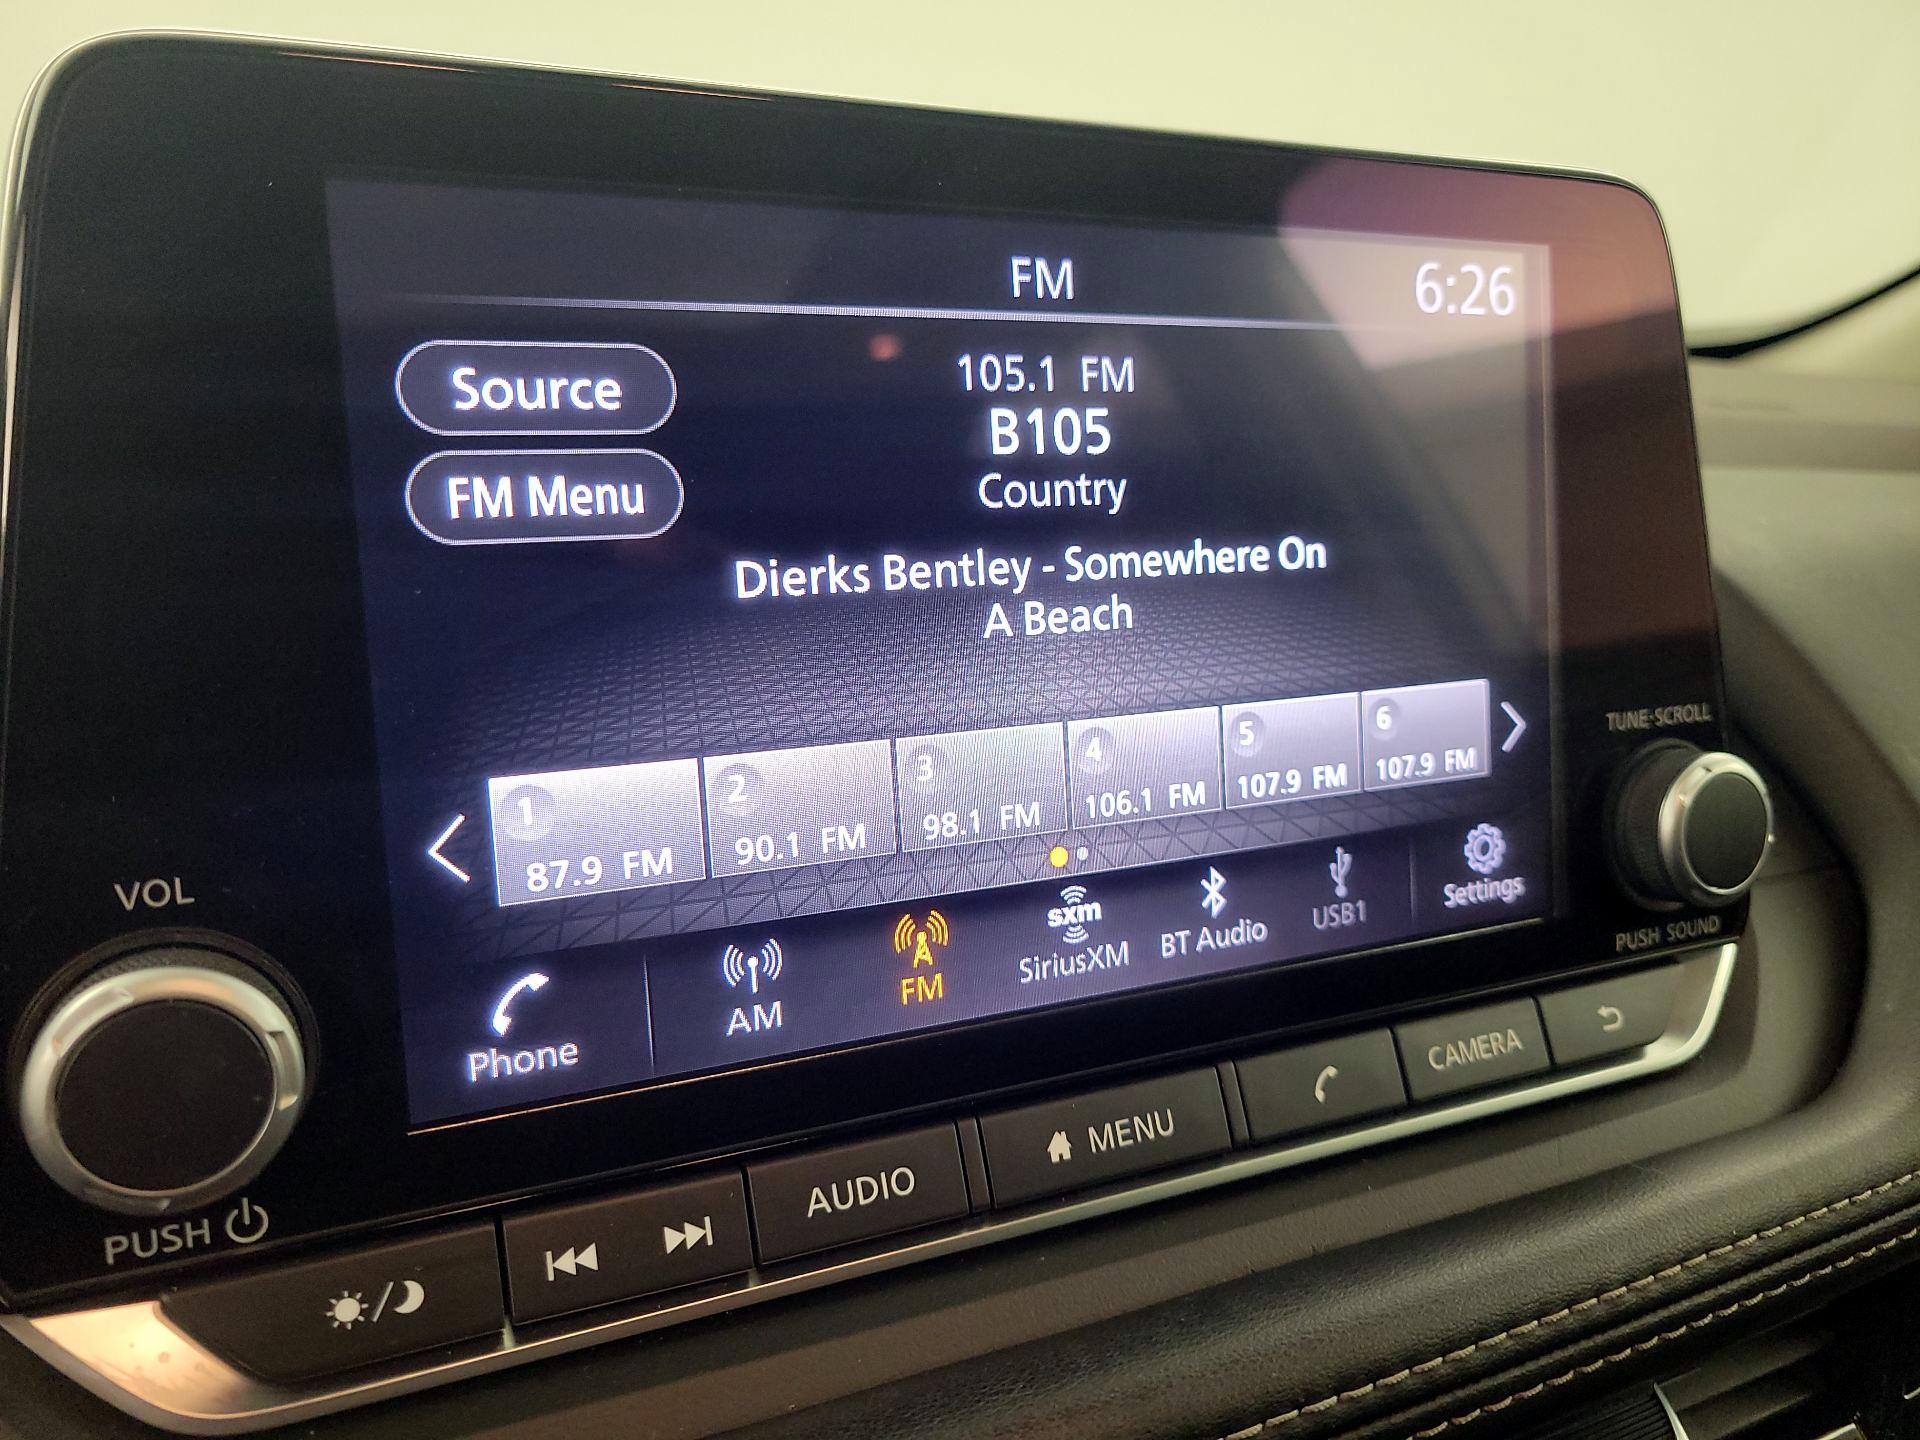 FM
6:26
Source
105.1 FM
B105
FM Menu
Country
Dierks Bentley - Somewhere On
A Beach
1
87.9 FM
2
90.1 FM
3
98.1 FM
4
106.1 FM
5
107.9 FM
6
107.9 FM
Phone
AM
FM
sxm
SiriusXM
BT Audio
USB1
Settings
VOL
PUSH
TUNE·SCROLL
PUSH SOUND
AUDIO
MENU
CAMERA